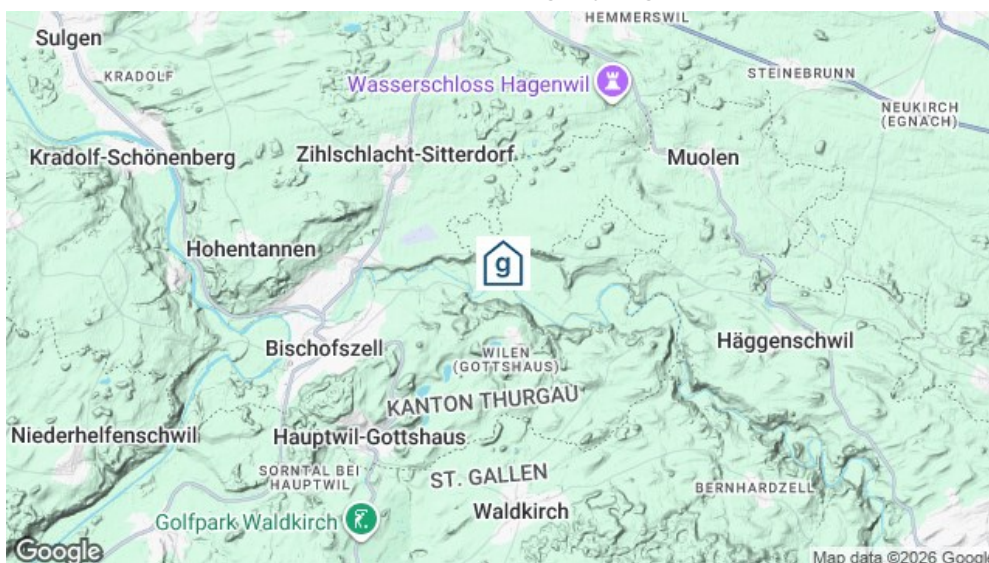 HEMMERSWIL
Sulgen
KRADOLF
STEINEBRUNN
Wasserschloss Hagenwil
NEUKIRCH
(EGNACH)
Kradolf-Schönenberg
Zihlschlacht-Sitterdorf
Muolen
Hohentannen
g
Bischofszell
WILEN
(GOTTSHAUS)
Häggenschwil
KANTON THURGAU
Niederhelfenschwil
Hauptwil-Gottshaus
SORNTAL BEI
HAUPTWIL
ST. GALLEN
BERNHARDZELL
Waldkirch
Golfpark Waldkirch
Google
Map data ©2026 Google